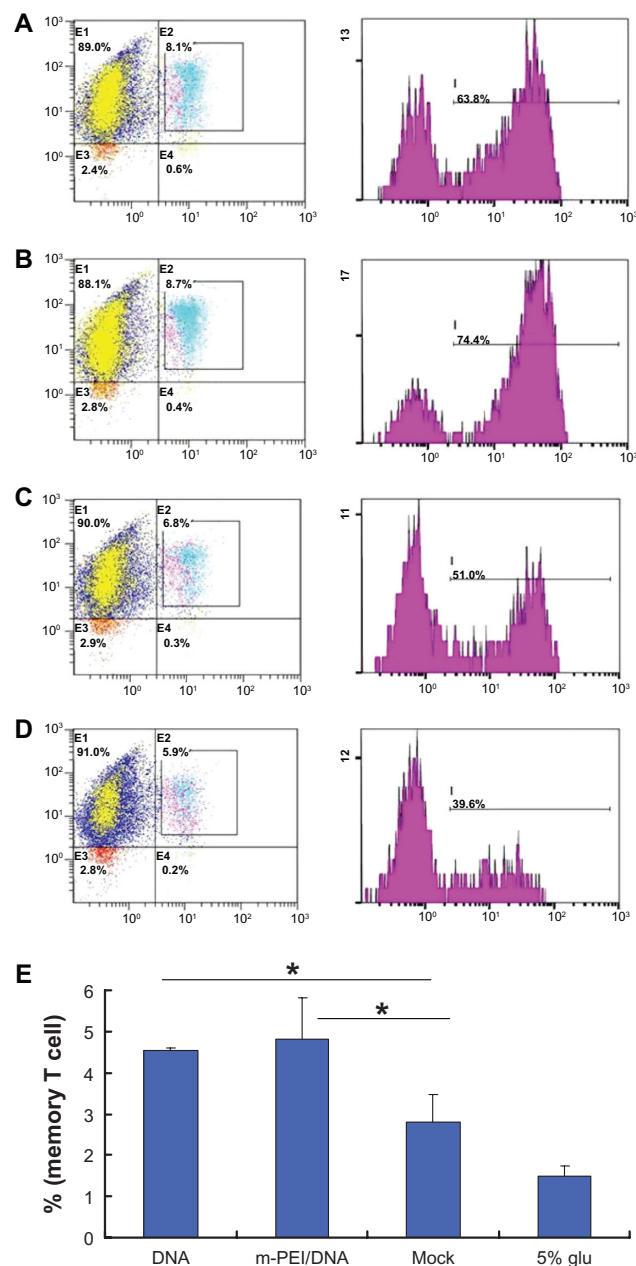 A
E1
89.0%
E2
8.1%
E3
2.4%
E4
0.6%
10³
10²
10¹
10⁰
10⁰ 10¹ 10² 10³
13
I
63.8%
10⁰ 10¹ 10² 10³
B
E1
88.1%
E2
8.7%
E3
2.8%
E4
0.4%
10³
10²
10¹
10⁰
10⁰ 10¹ 10² 10³
17
I
74.4%
10⁰ 10¹ 10² 10³
C
E1
90.0%
E2
6.8%
E3
2.9%
E4
0.3%
10³
10²
10¹
10⁰
10⁰ 10¹ 10² 10³
11
I
51.0%
10⁰ 10¹ 10² 10³
D
E1
91.0%
E2
5.9%
E3
2.8%
E4
0.2%
10³
10²
10¹
10⁰
10⁰ 10¹ 10² 10³
12
I
39.6%
10⁰ 10¹ 10² 10³
E
% (memory T cell)
6
5
4
3
2
1
0
* 
*
DNA m-PEI/DNA Mock 5% glu